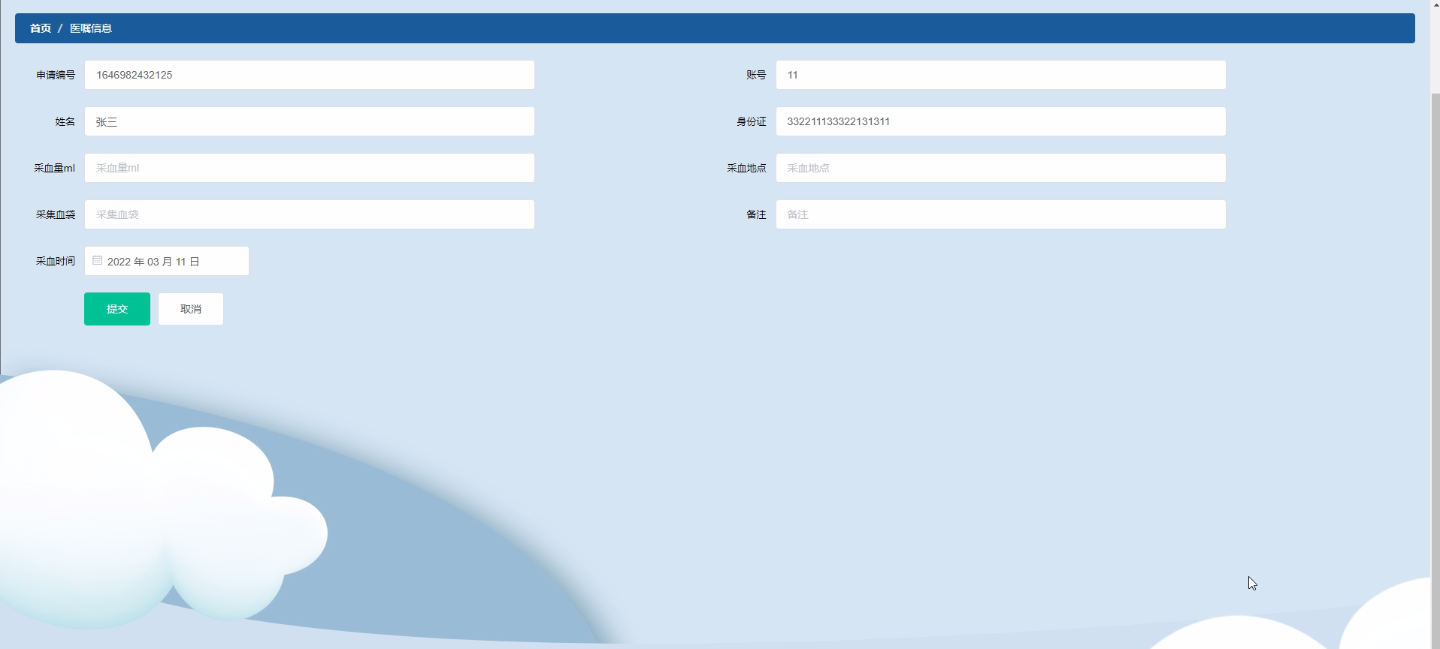 首页 / 医嘱信息
申请编号 1646982432125 账号 11
姓名 张三 身份证 332211133322131311
采血量ml 采血量ml 采血地点 采血地点
采集血袋 采集血袋 备注 备注
采血时间 2022 年 03 月 11 日
提交 取消